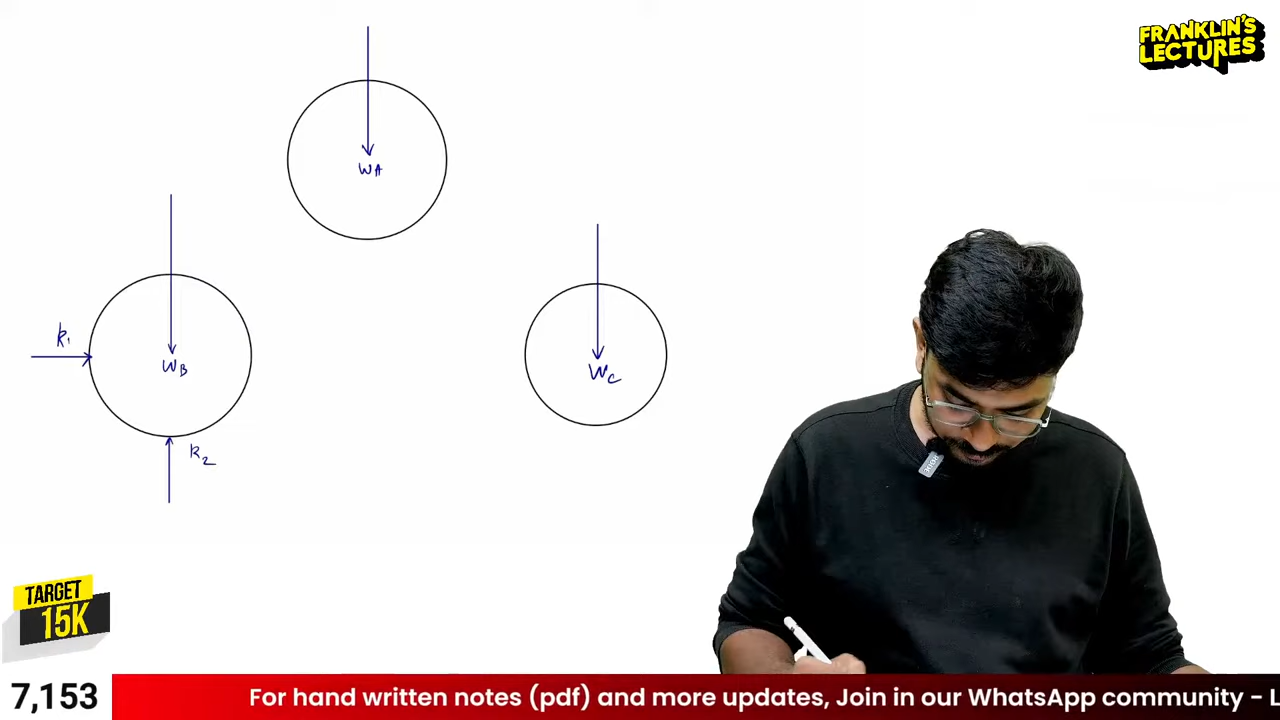 FRANKLIN'S
LECTURES
WA
R1
WB
R2
WC
TARGET
15K
7,153
For hand written notes (pdf) and more updates, Join in our WhatsApp community - L